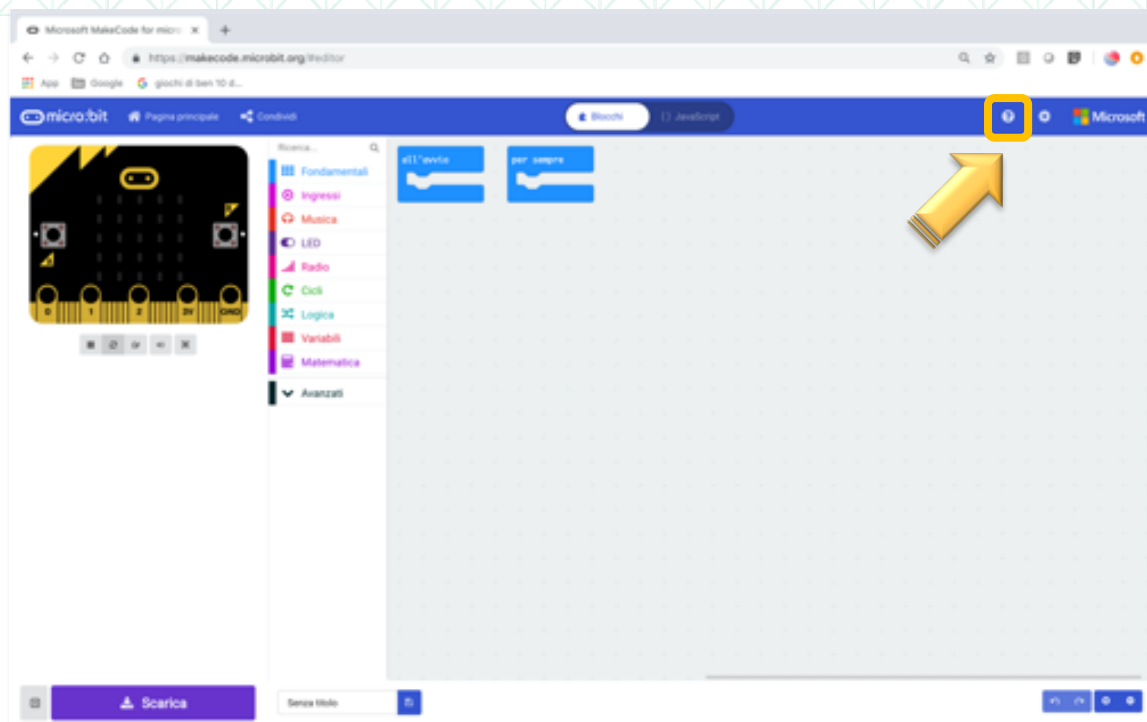 Microsoft MakeCode for micro:
https://makecode.microbit.org/#editor
App Google giochi di ben 10 d...
micro:bit Pagina principale Condividi Blocchi {} JavaScript Microsoft
Ricerca...
Fondamentali
Ingressi
Musica
LED
Radio
Cicli
Logica
Variabili
Matematica
Avanzati
all'avvio per sempre
0 1 2 3V GND
Scarica Senza titolo